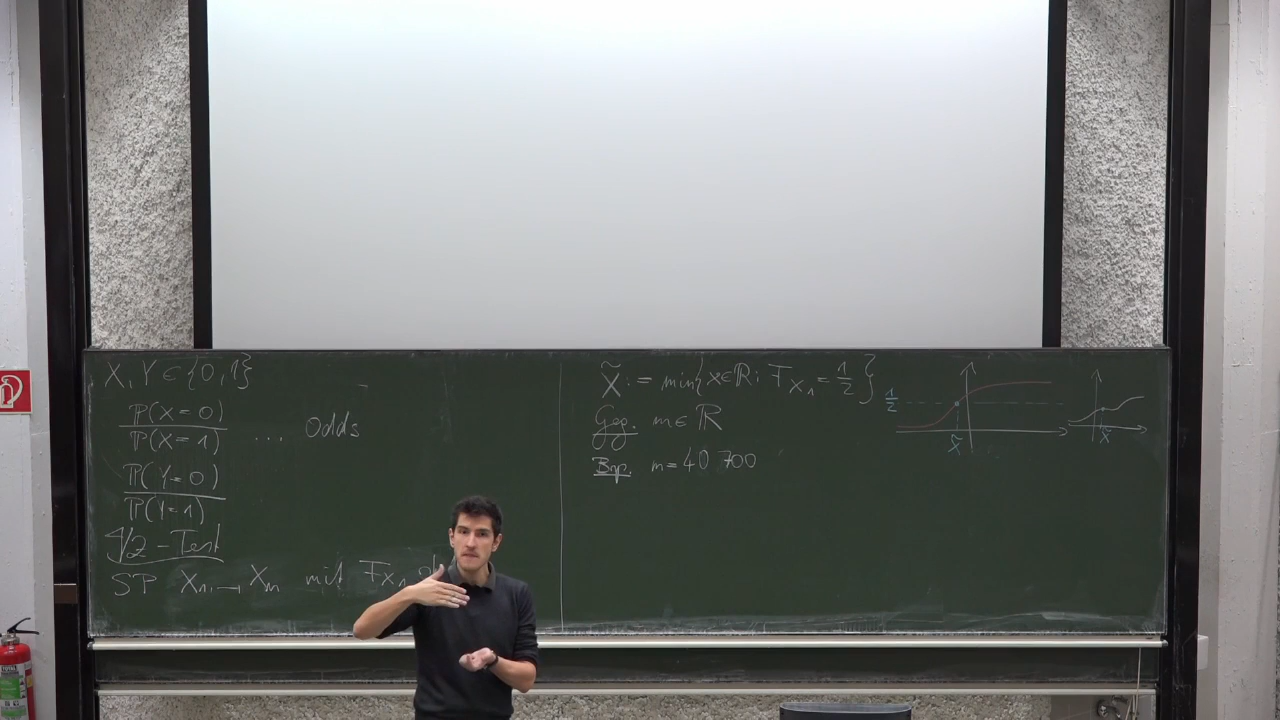 X, Y ∈ {0, 1}
P(X = 0)
P(X = 1)
... Odds
P(Y = 0)
P(Y = 1)
1/2 - Test
SP X₁, ..., Xₙ mit F_X₁
X̃ := min{x ∈ ℝ : F_X₁ = 1/2}
Geg. m ∈ ℝ
Bsp. m = 40 700
1/2
x̃
x̃